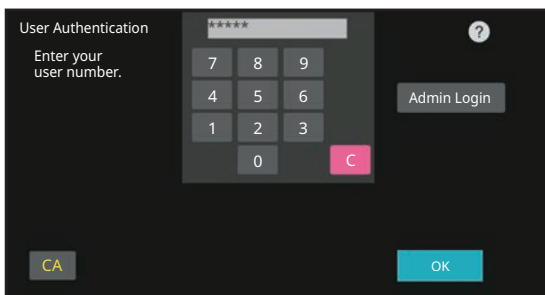 User Authentication
*****
?
Enter your
user number.
7 8 9
4 5 6
Admin Login
1 2 3
0 C
CA
OK